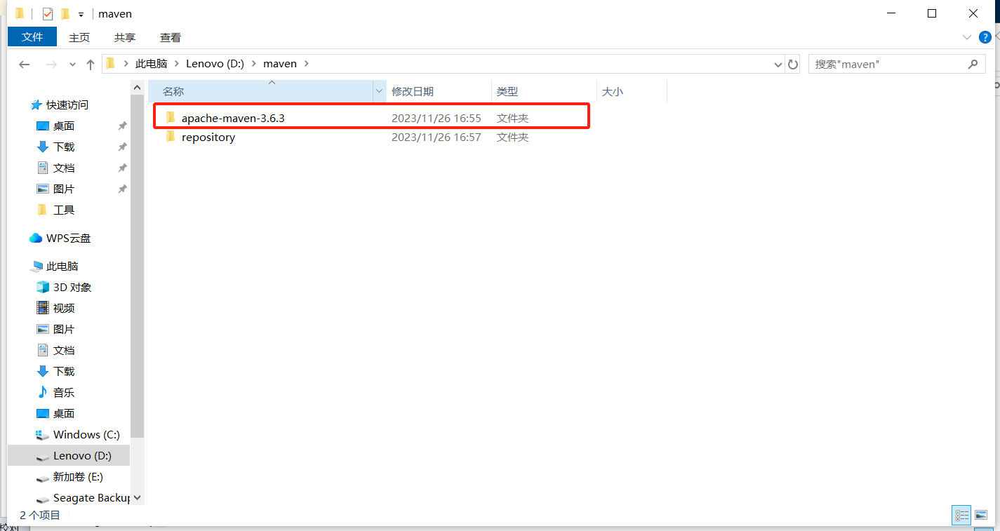 maven
文件 主页 共享 查看
此电脑 Lenovo (D:) maven 搜索"maven"
名称 修改日期 类型 大小
apache-maven-3.6.3 2023/11/26 16:55 文件夹
repository 2023/11/26 16:57 文件夹
快速访问
桌面
下载
文档
图片
工具
WPS云盘
此电脑
3D 对象
视频
图片
文档
下载
音乐
桌面
Windows (C:)
Lenovo (D:)
新加卷 (E:)
Seagate Backup
2 个项目
校对